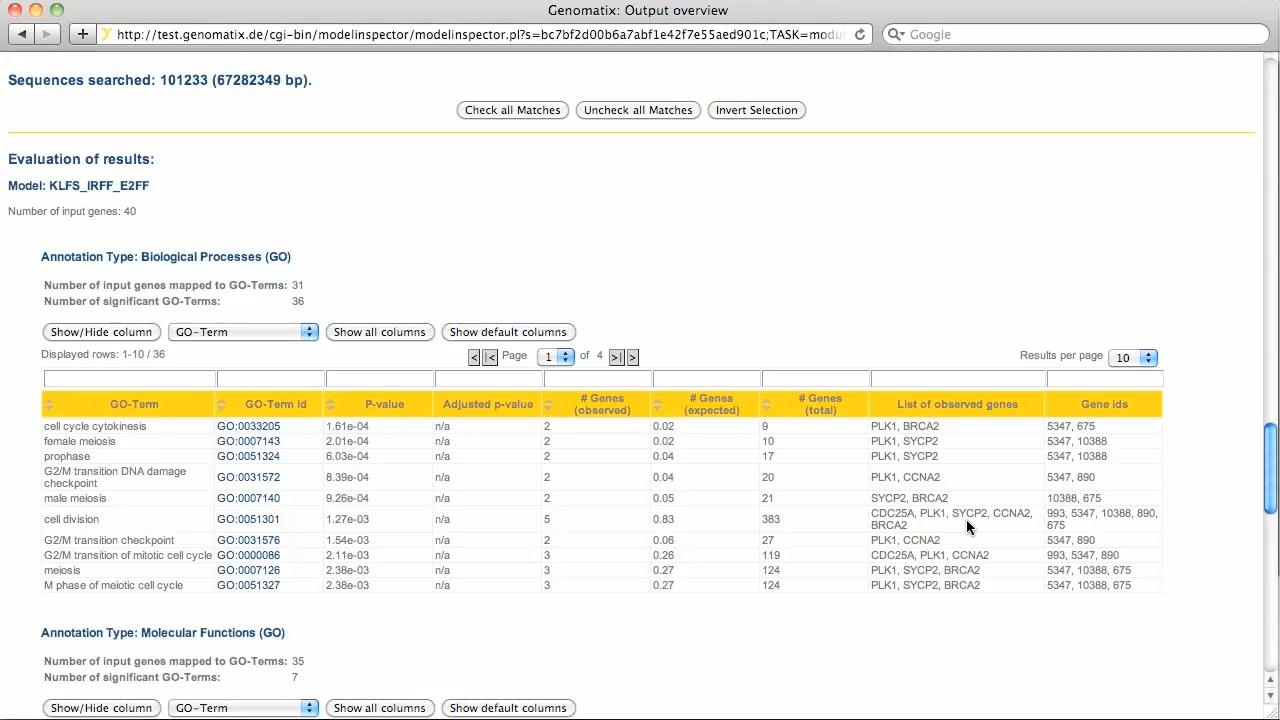 Genomatix: Output overview
http://test.genomatix.de/cgi-bin/modelinspector/modelinspector.pl?s=bc7bf2d00b6a7abf1e42f7e55aed901c;TASK=modu
Google
Sequences searched: 101233 (67282349 bp).
Check all Matches Uncheck all Matches Invert Selection
Evaluation of results:
Model: KLFS_IRFF_E2FF
Number of input genes: 40
Annotation Type: Biological Processes (GO)
Number of input genes mapped to GO-Terms: 31
Number of significant GO-Terms: 36
Show/Hide column GO-Term Show all columns Show default columns
Displayed rows: 1-10 / 36 < |< Page 1 of 4 >| > Results per page 10
GO-Term GO-Term id P-value Adjusted p-value # Genes (observed) # Genes (expected) # Genes (total) List of observed genes Gene ids
cell cycle cytokinesis GO:0033205 1.61e-04 n/a 2 0.02 9 PLK1, BRCA2 5347, 675
female meiosis GO:0007143 2.01e-04 n/a 2 0.02 10 PLK1, SYCP2 5347, 10388
prophase GO:0051324 6.03e-04 n/a 2 0.04 17 PLK1, SYCP2 5347, 10388
G2/M transition DNA damage checkpoint GO:0031572 8.39e-04 n/a 2 0.04 20 PLK1, CCNA2 5347, 890
male meiosis GO:0007140 9.26e-04 n/a 2 0.05 21 SYCP2, BRCA2 10388, 675
cell division GO:0051301 1.27e-03 n/a 5 0.83 383 CDC25A, PLK1, SYCP2, CCNA2, BRCA2 993, 5347, 10388, 890, 675
G2/M transition checkpoint GO:0031576 1.54e-03 n/a 2 0.06 27 PLK1, CCNA2 5347, 890
G2/M transition of mitotic cell cycle GO:0000086 2.11e-03 n/a 3 0.26 119 CDC25A, PLK1, CCNA2 993, 5347, 890
meiosis GO:0007126 2.38e-03 n/a 3 0.27 124 PLK1, SYCP2, BRCA2 5347, 10388, 675
M phase of meiotic cell cycle GO:0051327 2.38e-03 n/a 3 0.27 124 PLK1, SYCP2, BRCA2 5347, 10388, 675
Annotation Type: Molecular Functions (GO)
Number of input genes mapped to GO-Terms: 35
Number of significant GO-Terms: 7
Show/Hide column GO-Term Show all columns Show default columns